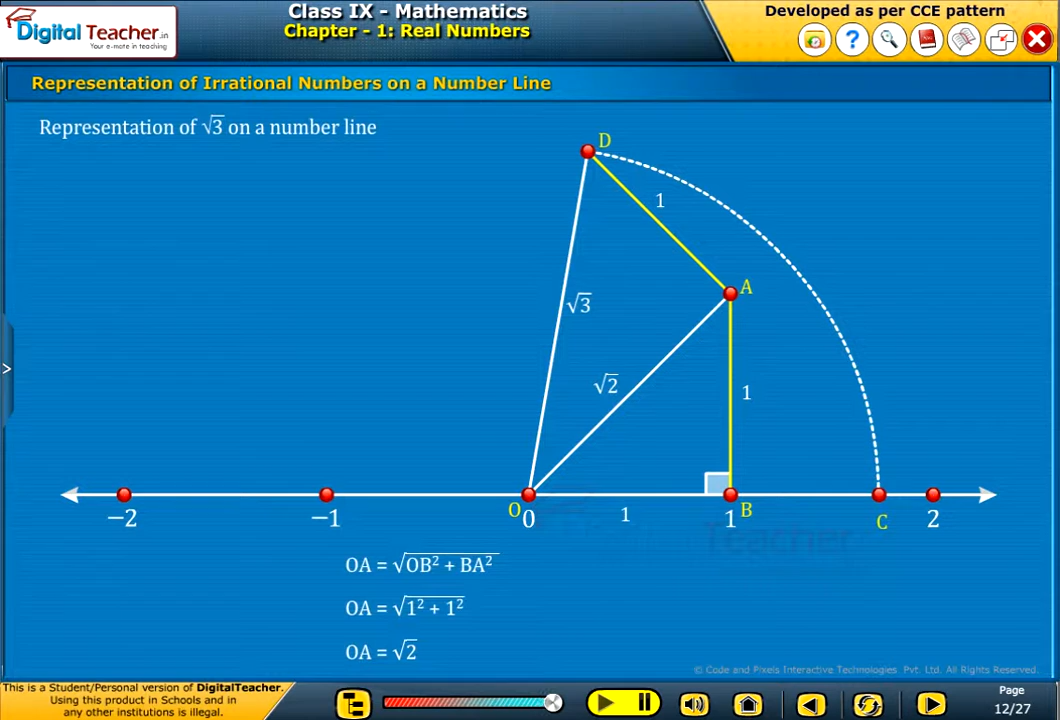 Digital Teacher.in
Your e-mate in teaching
Class IX - Mathematics
Chapter - 1: Real Numbers
Developed as per CCE pattern
Representation of Irrational Numbers on a Number Line
Representation of √3 on a number line
D
1
A
√3
√2
1
O
B
C
−2
−1
0
1
1
2
OA = √OB² + BA²
OA = √1² + 1²
OA = √2
Teacher
© Code and Pixels Interactive Technologies. Pvt. Ltd. All Rights Reserved.
This is a Student/Personal version of DigitalTeacher.
Using this product in Schools and in
any other institutions is illegal.
Page
12/27